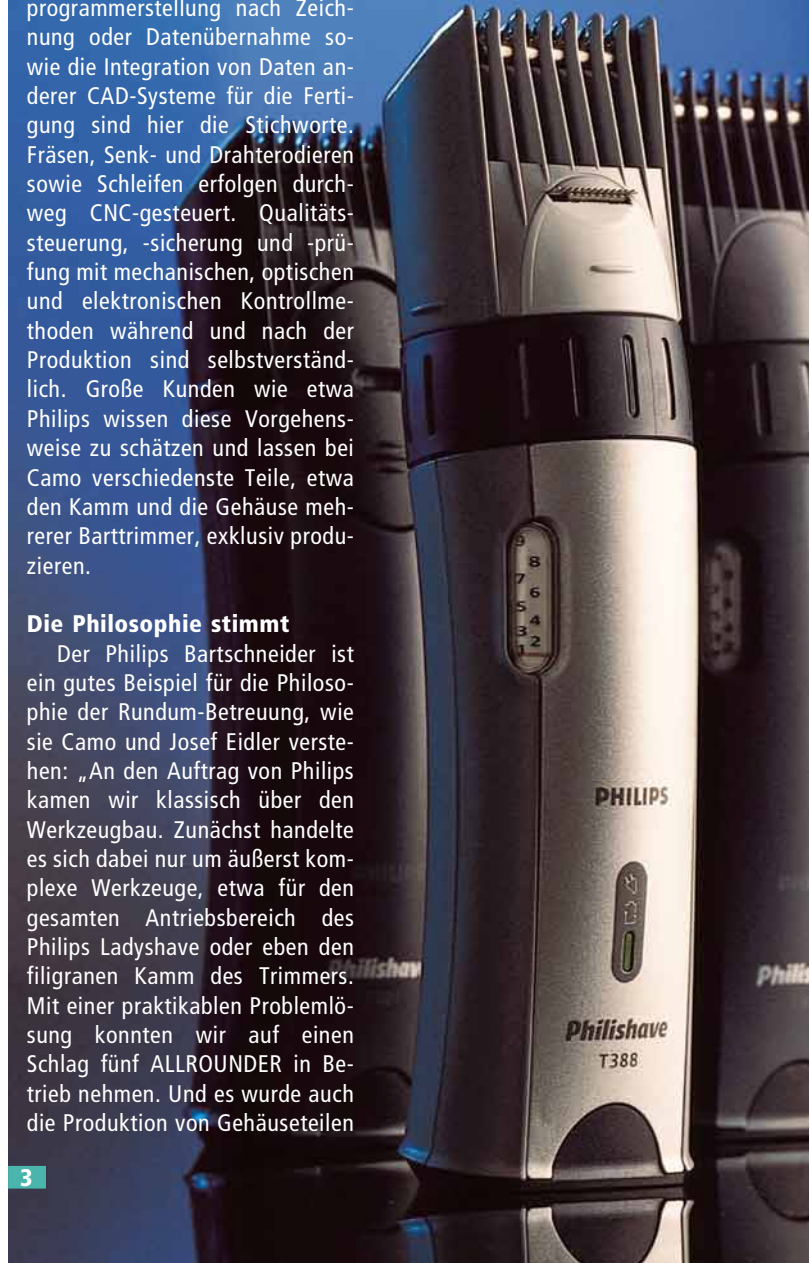 programmerstellung nach Zeich-
nung oder Datenübernahme so-
wie die Integration von Daten an-
derer CAD-Systeme für die Ferti-
gung sind hier die Stichworte.
Fräsen, Senk- und Drahterodieren
sowie Schleifen erfolgen durch-
weg CNC-gesteuert. Qualitäts-
steuerung, -sicherung und -prü-
fung mit mechanischen, optischen
und elektronischen Kontrollme-
thoden während und nach der
Produktion sind selbstverständ-
lich. Große Kunden wie etwa
Philips wissen diese Vorgehens-
weise zu schätzen und lassen bei
Camo verschiedenste Teile, etwa
den Kamm und die Gehäuse meh-
rerer Barttrimmer, exklusiv produ-
zieren.
Die Philosophie stimmt
Der Philips Bartschneider ist
ein gutes Beispiel für die Philoso-
phie der Rundum-Betreuung, wie
sie Camo und Josef Eidler verste-
hen: „An den Auftrag von Philips
kamen wir klassisch über den
Werkzeugbau. Zunächst handelte
es sich dabei nur um äußerst kom-
plexe Werkzeuge, etwa für den
gesamten Antriebsbereich des
Philips Ladyshave oder eben den
filigranen Kamm des Trimmers.
Mit einer praktikablen Problemlö-
sung konnten wir auf einen
Schlag fünf ALLROUNDER in Be-
trieb nehmen. Und es wurde auch
die Produktion von Gehäuseteilen
3
9
8
7
6
5
4
3
2
1
PHILIPS
Philishave
T388
Philishav
Philis